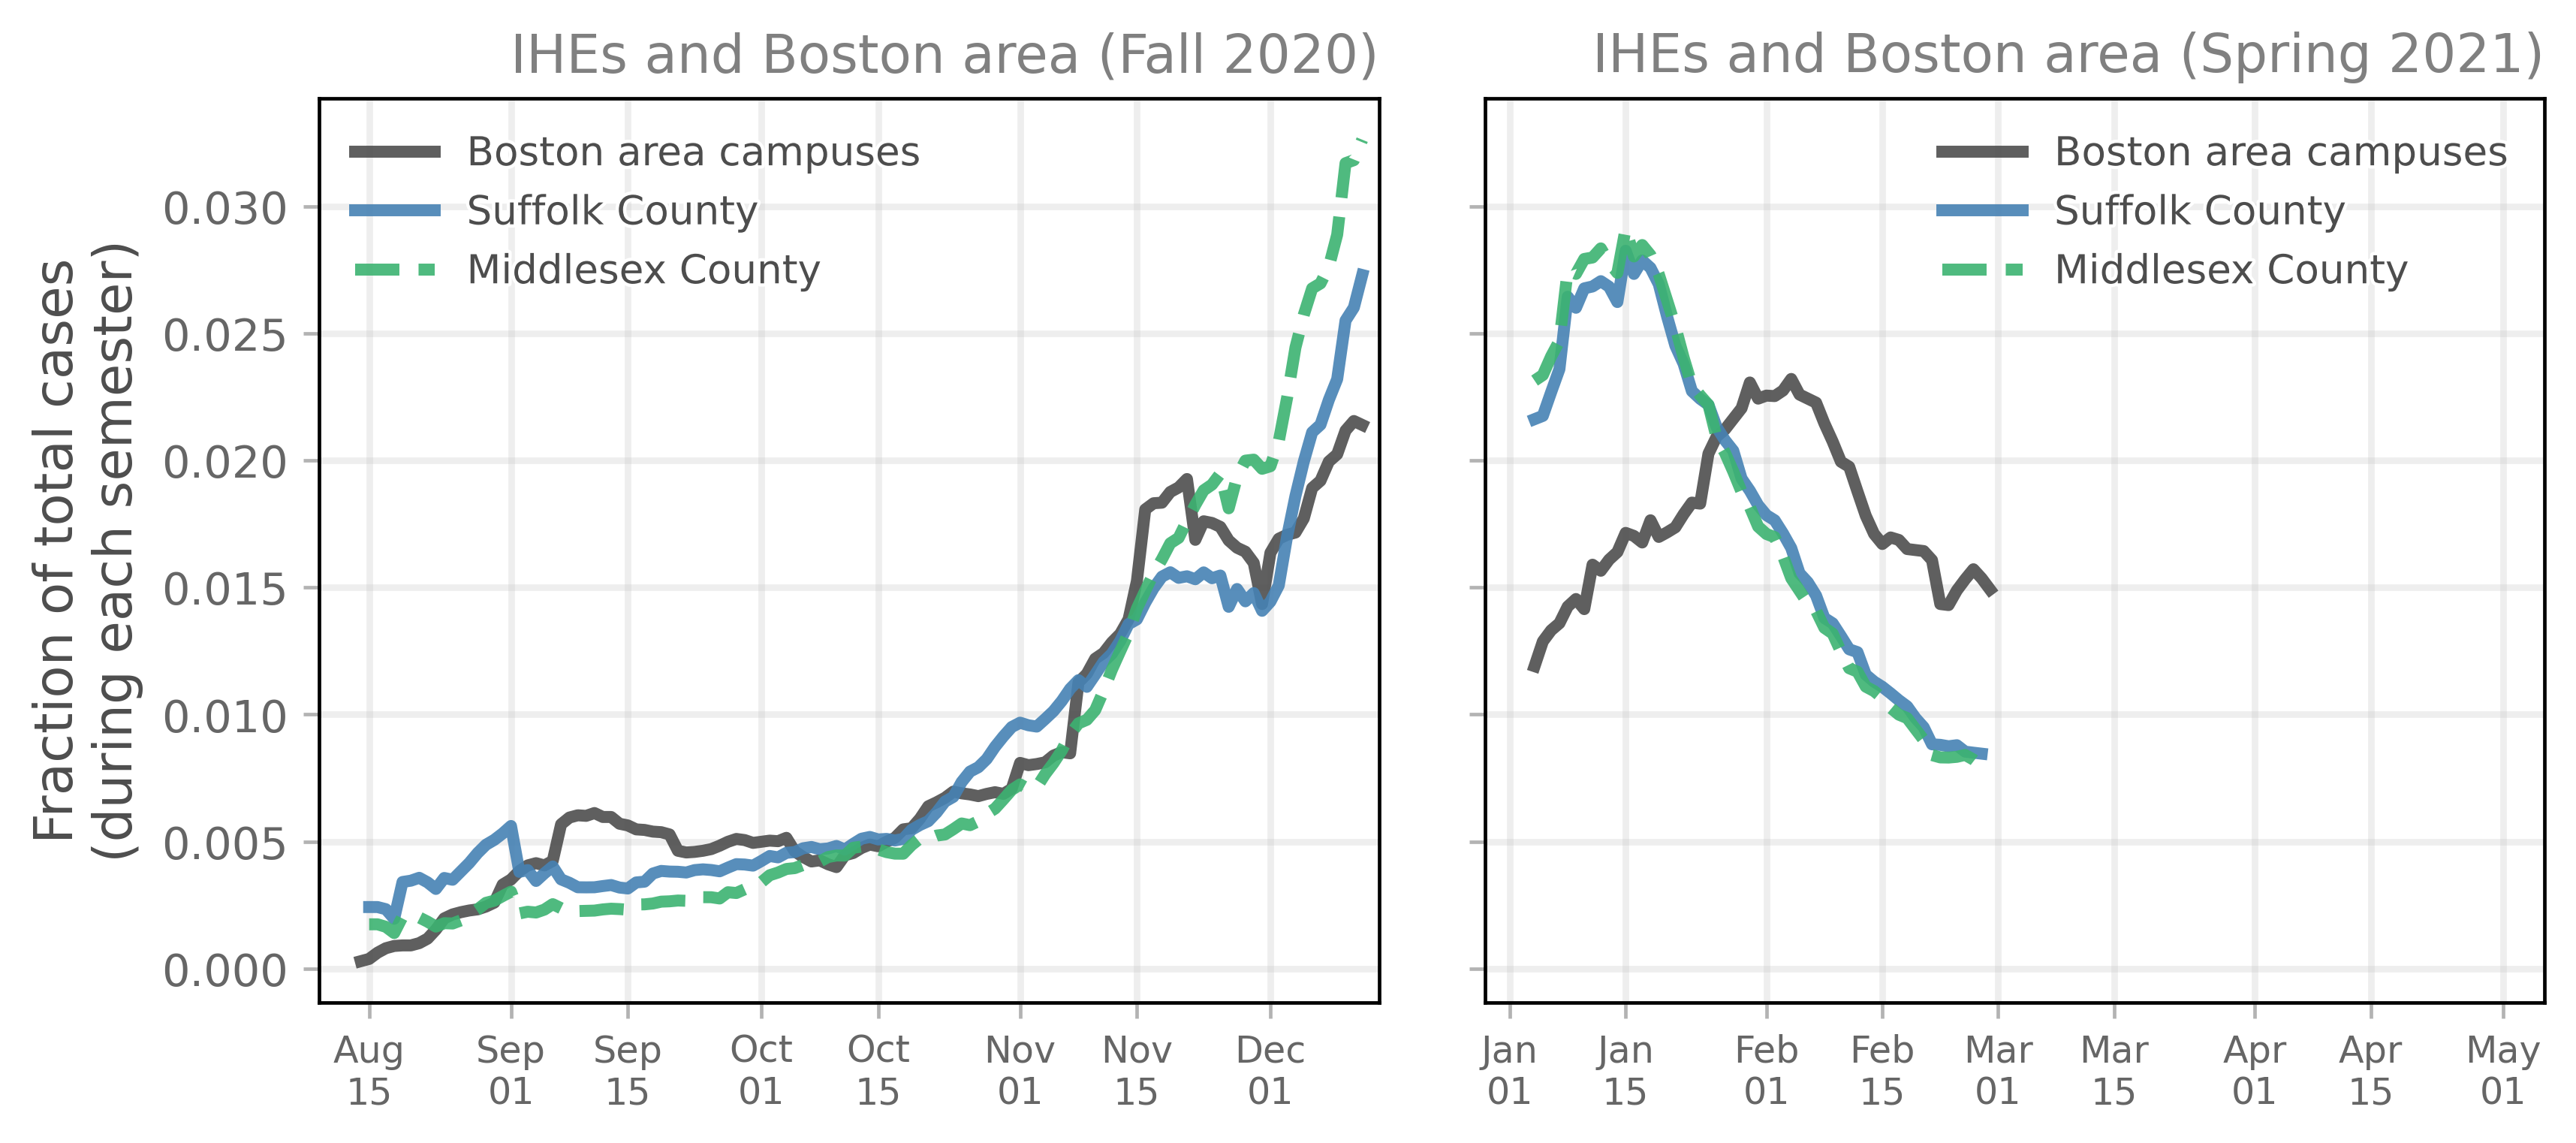 IHEs and Boston area (Fall 2020)
Boston area campuses
Suffolk County
Middlesex County
Fraction of total cases
(during each semester)
0.030
0.025
0.020
0.015
0.010
0.005
0.000
Aug
15
Sep
01
Sep
15
Oct
01
Oct
15
Nov
01
Nov
15
Dec
01
IHEs and Boston area (Spring 2021)
Boston area campuses
Suffolk County
Middlesex County
Jan
01
Jan
15
Feb
01
Feb
15
Mar
01
Mar
15
Apr
01
Apr
15
May
01